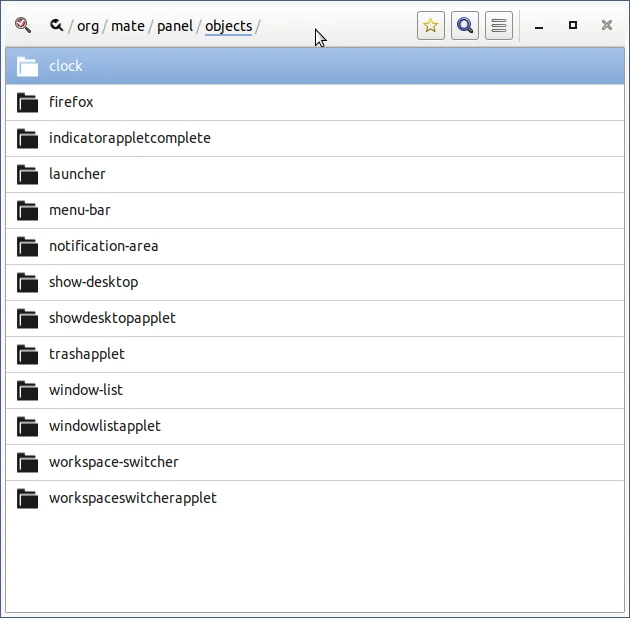 / org / mate / panel / objects /
clock
firefox
indicatorappletcomplete
launcher
menu-bar
notification-area
show-desktop
showdesktopapplet
trashapplet
window-list
windowlistapplet
workspace-switcher
workspaceswitcherapplet